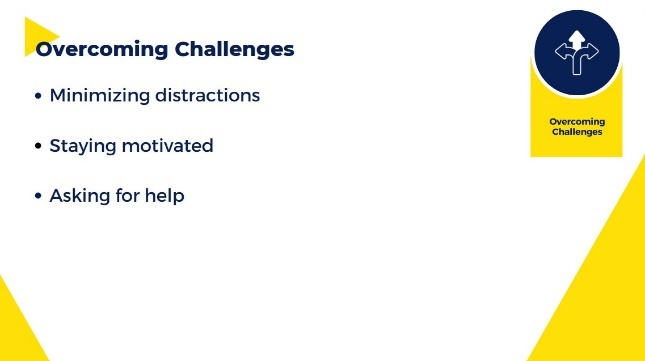 Overcoming Challenges
• Minimizing distractions
• Staying motivated
• Asking for help
Overcoming
Challenges